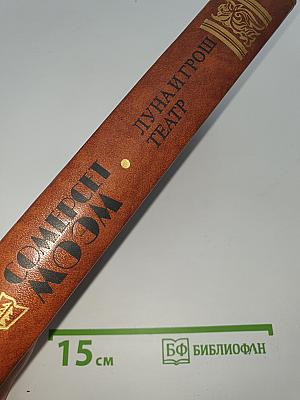 СОМЕРСЕТ
МОЭМ
ЛУНА И ГРОШ
ТЕАТР
15 см
БФ БИБЛИОФАН